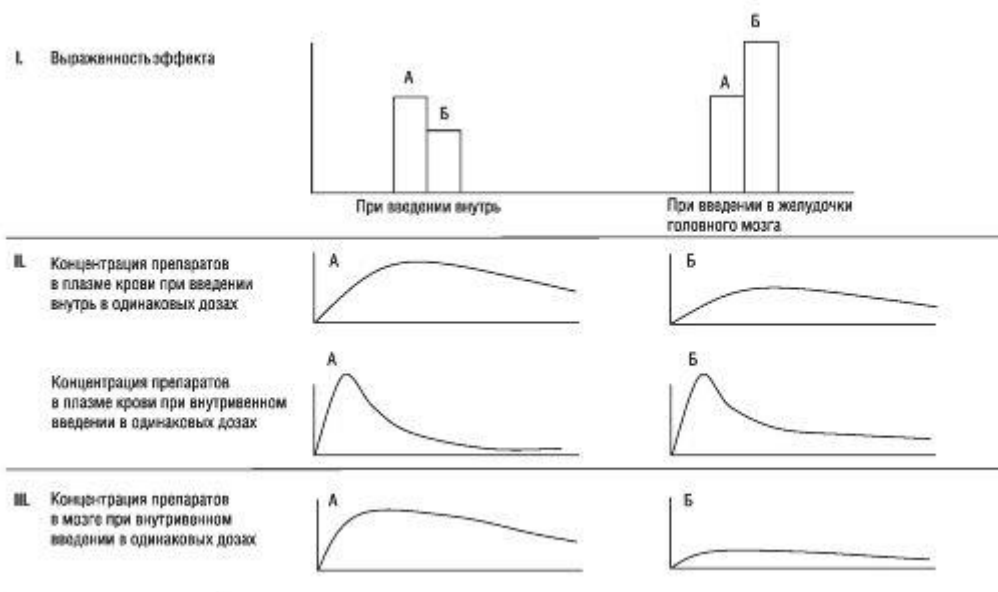 I. Выраженность эффекта
А
Б
А
Б
При введении внутрь
При введении в желудочки
головного мозга
II. Концентрация препаратов
в плазме крови при введении
внутрь в одинаковых дозах
А
Б
Концентрация препаратов
в плазме крови при внутривенном
введении в одинаковых дозах
А
Б
III. Концентрация препаратов
в мозге при внутривенном
введении в одинаковых дозах
А
Б